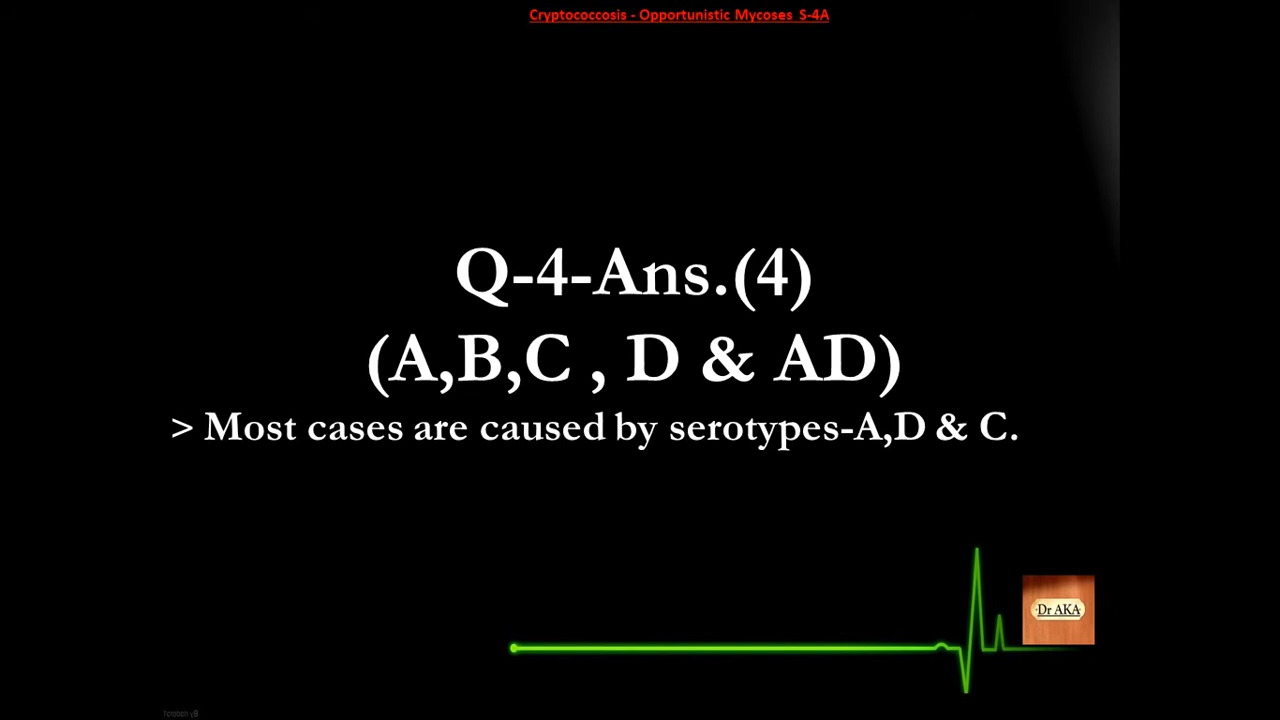 Cryptococcosis - Opportunistic Mycoses S-4A
Q-4-Ans.(4)
(A,B,C , D & AD)
> Most cases are caused by serotypes-A,D & C.
Dr AKA